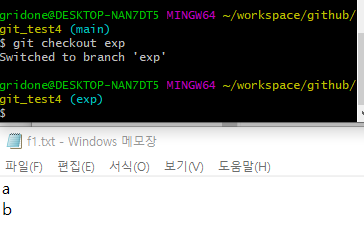 gridone@DESKTOP-NAN7DT5 MINGW64 ~/workspace/github/
git_test4 (main)
$ git checkout exp
Switched to branch 'exp'
gridone@DESKTOP-NAN7DT5 MINGW64 ~/workspace/github/
git_test4 (exp)
$
f1.txt - Windows 메모장
파일(F) 편집(E) 서식(O) 보기(V) 도움말(H)
a
b